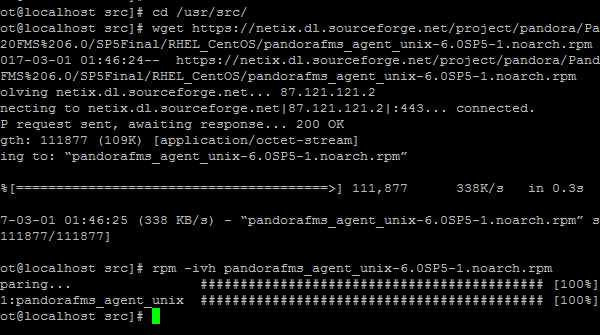 ot@localhost src]# cd /usr/src/
ot@localhost src]# wget https://netix.dl.sourceforge.net/project/pandora/Pa
20FMS%206.0/SP5Final/RHEL_CentOS/pandorafms_agent_unix-6.0SP5-1.noarch.rpm
017-03-01 01:46:24--  https://netix.dl.sourceforge.net/project/pandora/Pand
FMS%206.0/SP5Final/RHEL_CentOS/pandorafms_agent_unix-6.0SP5-1.noarch.rpm
olving netix.dl.sourceforge.net... 87.121.121.2
necting to netix.dl.sourceforge.net|87.121.121.2|:443... connected.
P request sent, awaiting response... 200 OK
gth: 111877 (109K) [application/octet-stream]
ing to: “pandorafms_agent_unix-6.0SP5-1.noarch.rpm”
%[=======================================>] 111,877     338K/s   in 0.3s
7-03-01 01:46:25 (338 KB/s) - “pandorafms_agent_unix-6.0SP5-1.noarch.rpm” s
111877/111877]
ot@localhost src]# rpm -ivh pandorafms_agent_unix-6.0SP5-1.noarch.rpm
paring...                ########################################### [100%]
1:pandorafms_agent_unix  ########################################### [100%]
ot@localhost src]#